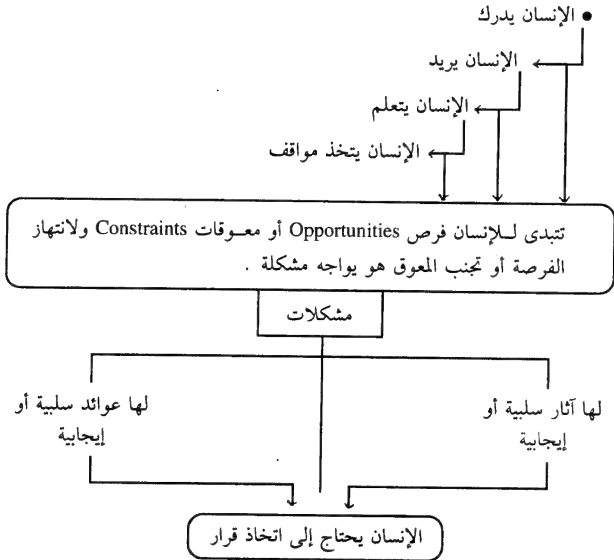 ● الإنسان يدرك
الإنسان يريد
الإنسان يتعلم
الإنسان يتخذ مواقف
تتبدى للإنسان فرص Opportunities أو معوقات Constraints ولانتهاز
الفرصة أو تجنب المعوق هو يواجه مشكلة .
مشكلات
لها آثار سلبية أو
إيجابية
لها عوائد سلبية أو
إيجابية
الإنسان يحتاج إلى اتخاذ قرار